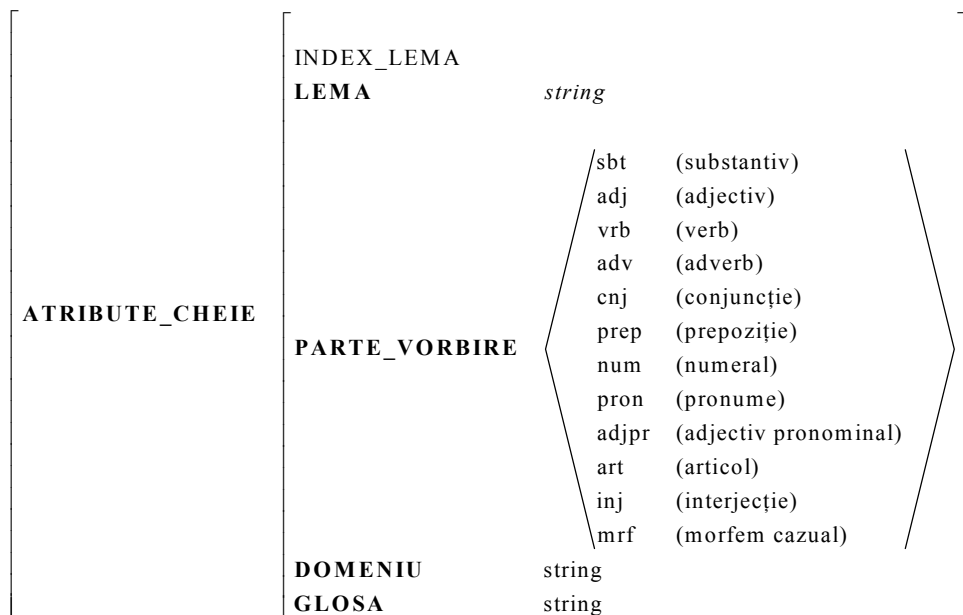 INDEX_LEMA
LEMA string
sbt (substantiv)
adj (adjectiv)
vrb (verb)
adv (adverb)
cnj (conjuncție)
ATRIBUTE_CHEIE
prep (prepoziție)
PARTE_VORBIRE
num (numeral)
pron (pronume)
adjpr (adjectiv pronominal)
art (articol)
inj (interjecție)
mrf (morfem cazual)
DOMENIU string
GLOSA string